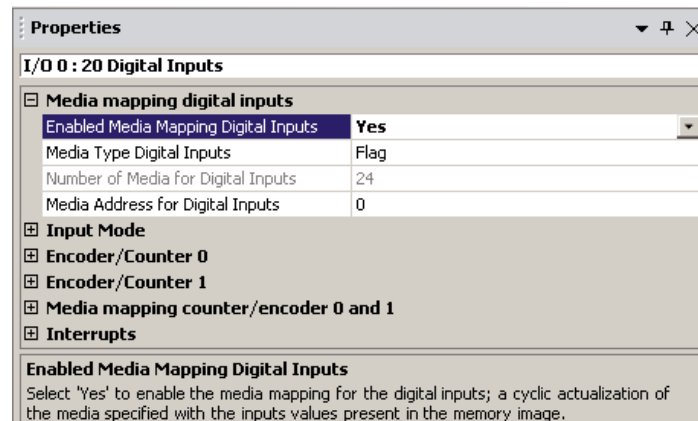 Properties
I/O 0 : 20 Digital Inputs
Media mapping digital inputs
Enabled Media Mapping Digital Inputs Yes
Media Type Digital Inputs Flag
Number of Media for Digital Inputs 24
Media Address for Digital Inputs 0
Input Mode
Encoder/Counter 0
Encoder/Counter 1
Media mapping counter/encoder 0 and 1
Interrupts
Enabled Media Mapping Digital Inputs
Select 'Yes' to enable the media mapping for the digital inputs; a cyclic actualization of
the media specified with the inputs values present in the memory image.